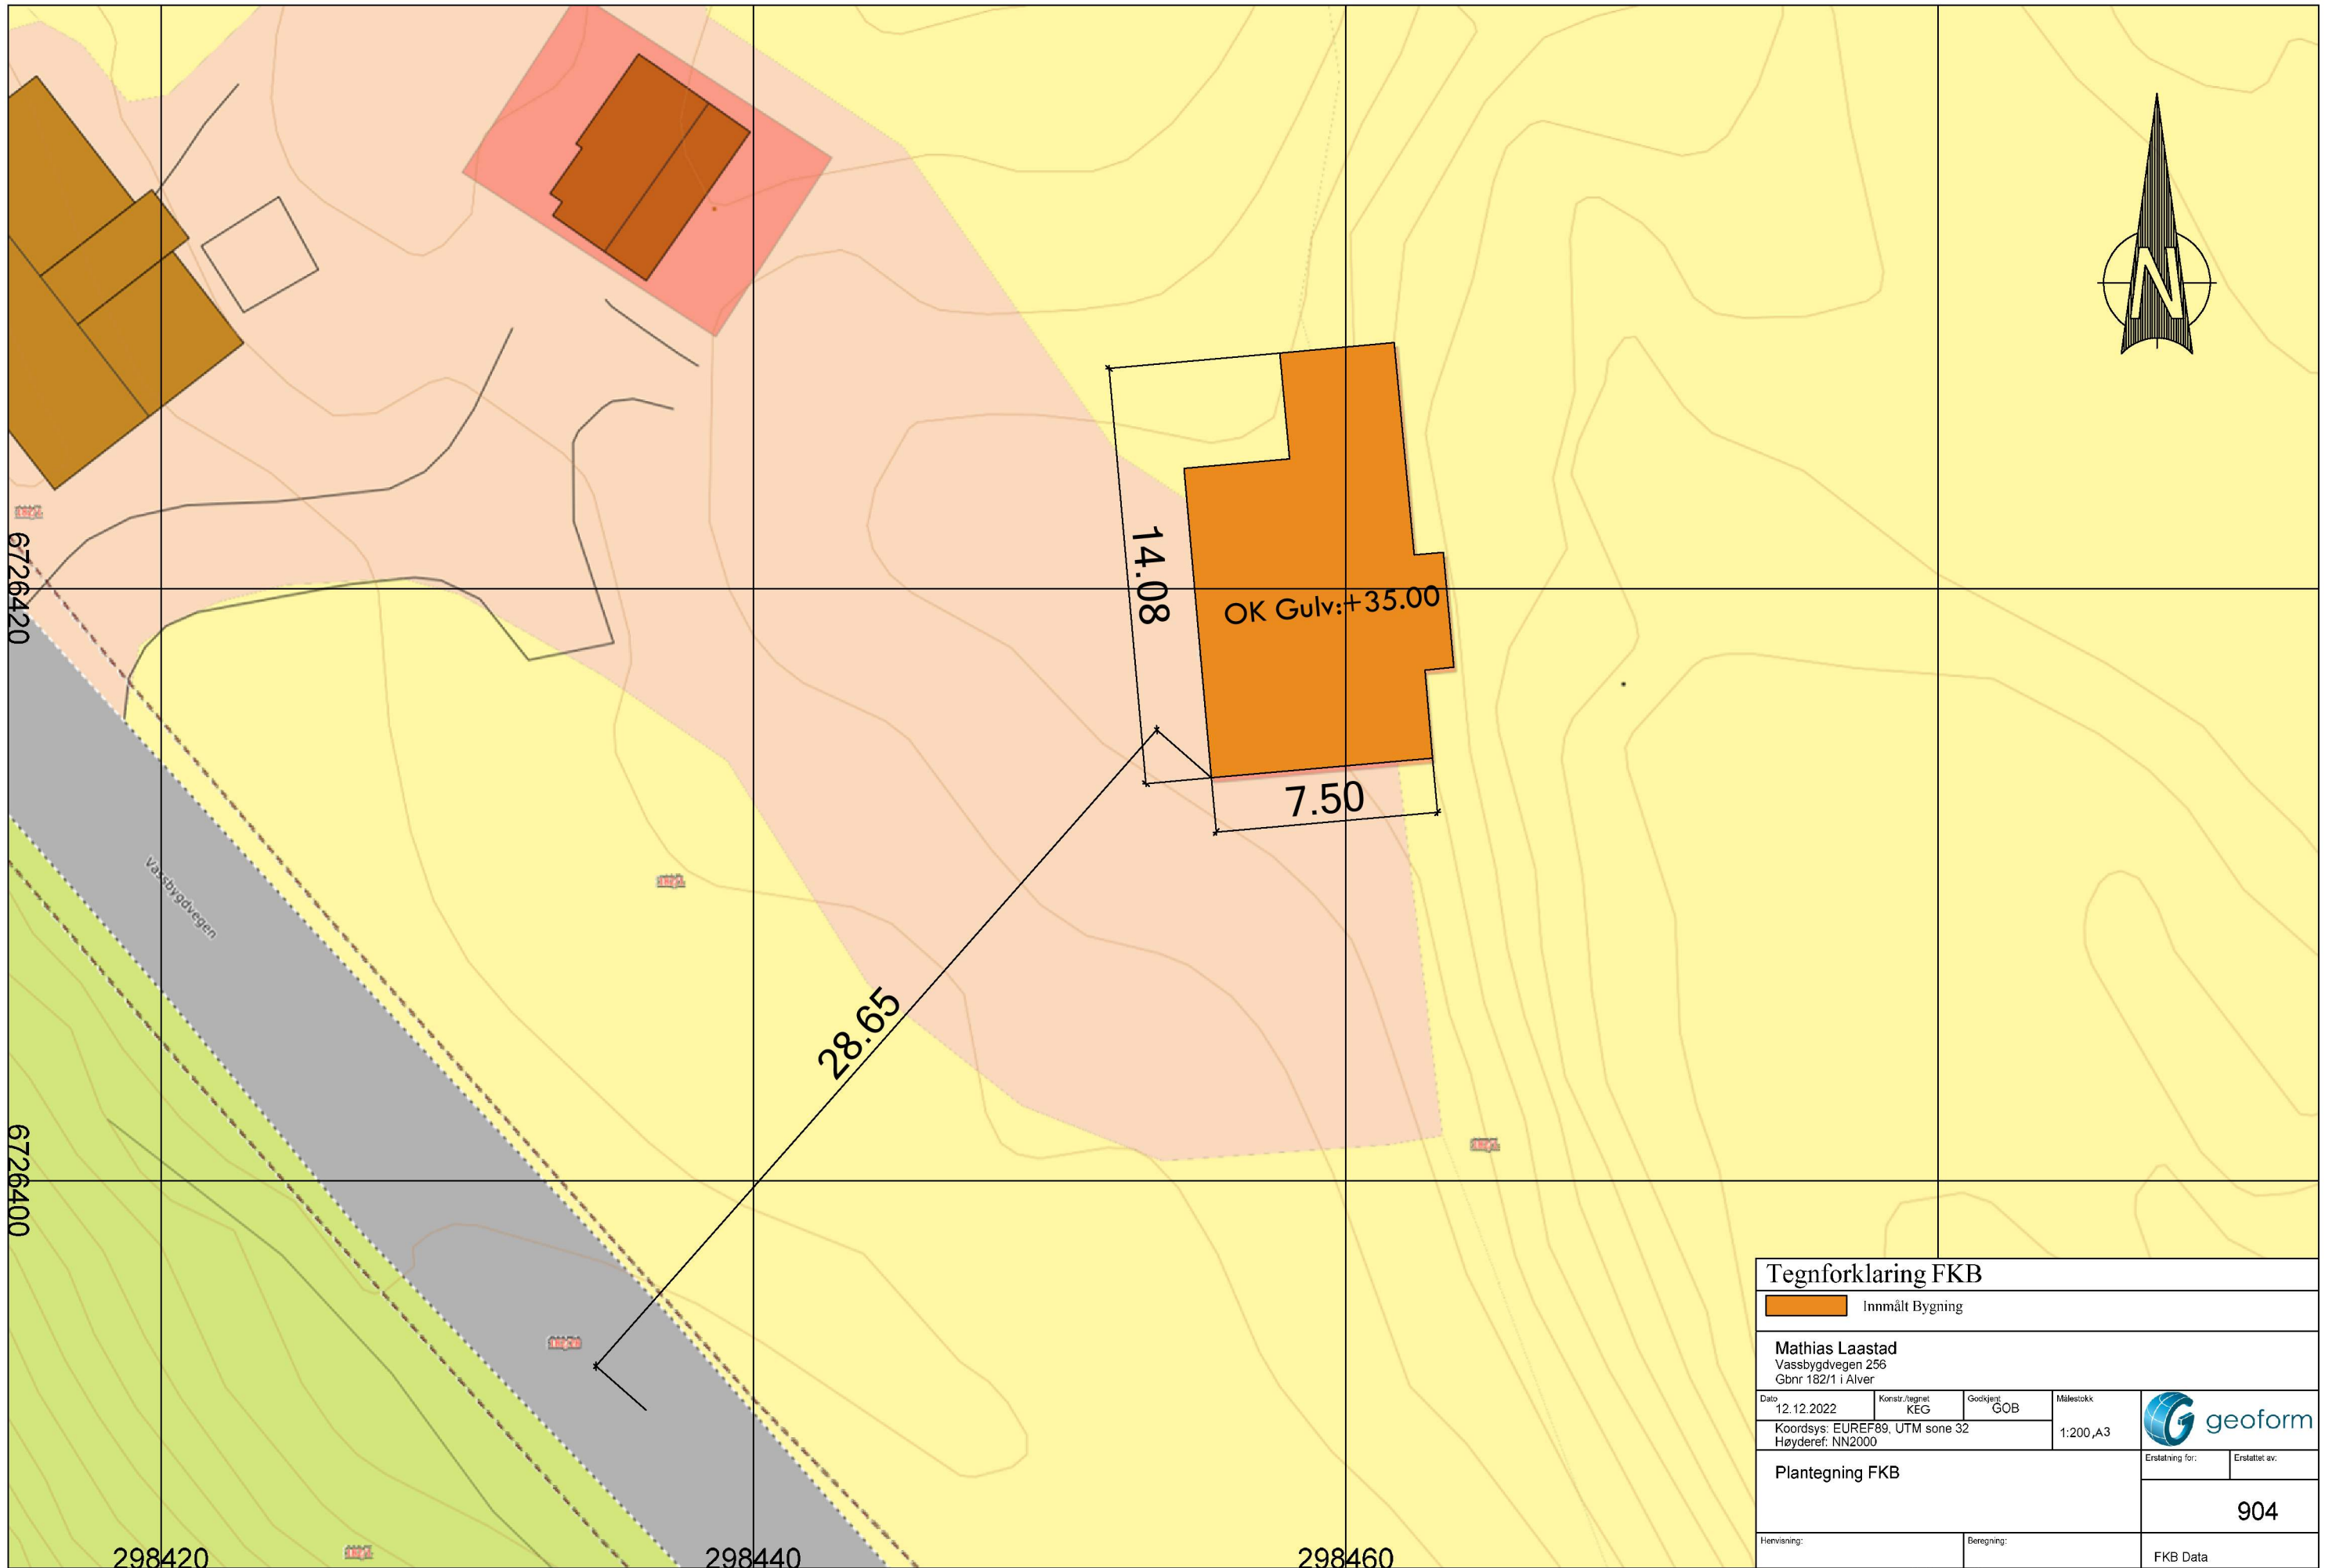 N
14.08
OK Gulv:+35.00
7.50
28.65
Vassbygdvegen
6726420
6726400
298420
298440
298460
Tegnforklaring FKB
Innmålt Bygning
Mathias Laastad
Vassbygdvegen 256
Gbnr 182/1 i Alver
Dato
12.12.2022
Konstr./tegnet
KEG
Godkjent
GOB
Målestokk
1:200,A3
Koordsys: EUREF89, UTM sone 32
Høyderef: NN2000
geoform
Plantegning FKB
Erstatning for:
Erstattet av:
904
Henvisning:
Beregning:
FKB Data